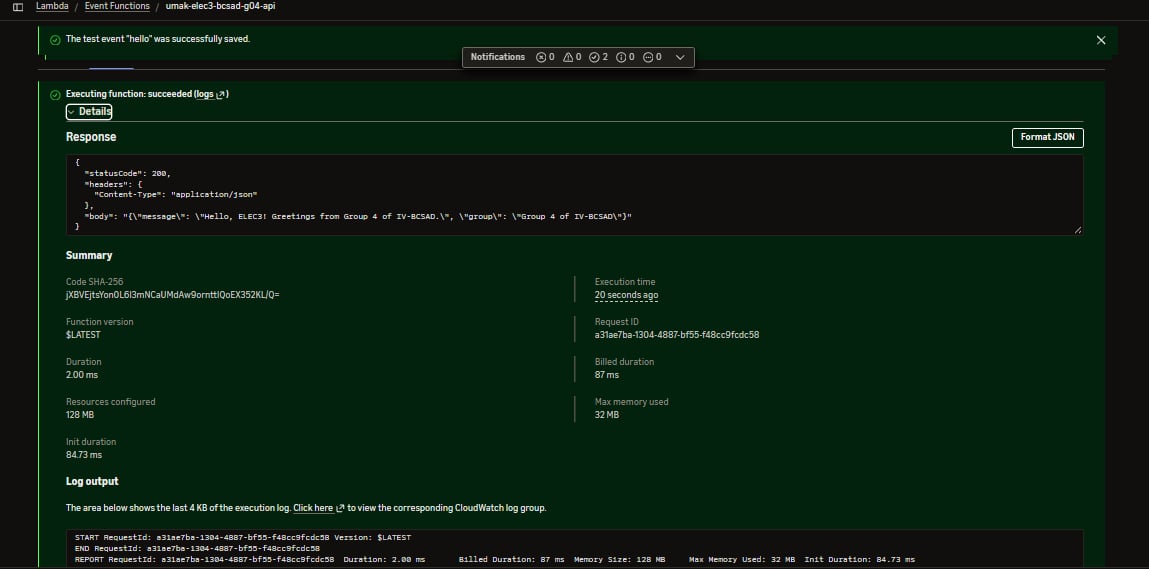 Lambda / Event Functions / umak-elec3-bcsad-g04-api
The test event "hello" was successfully saved.
Notifications 0 0 2 0 0
Executing function: succeeded (logs)
Details
Response
Format JSON
{
"statusCode": 200,
"headers": {
"Content-Type": "application/json"
},
"body": "{\"message\": \"Hello, ELEC3! Greetings from Group 4 of IV-BCSAD.\", \"group\": \"Group 4 of IV-BCSAD\"}"
}
Summary
Code SHA-256
Execution time
20 seconds ago
Function version
$LATEST
Request ID
a31ae7ba-1304-4887-bf55-f48cc9fcdc58
Duration
2.00 ms
Billed duration
87 ms
Resources configured
128 MB
Max memory used
32 MB
Init duration
84.73 ms
Log output
The area below shows the last 4 KB of the execution log. Click here to view the corresponding CloudWatch log group.
START RequestId: a31ae7ba-1304-4887-bf55-f48cc9fcdc58 Version: $LATEST
END RequestId: a31ae7ba-1304-4887-bf55-f48cc9fcdc58
REPORT RequestId: a31ae7ba-1304-4887-bf55-f48cc9fcdc58 Duration: 2.00 ms Billed Duration: 87 ms Memory Size: 128 MB Max Memory Used: 32 MB Init Duration: 84.73 ms